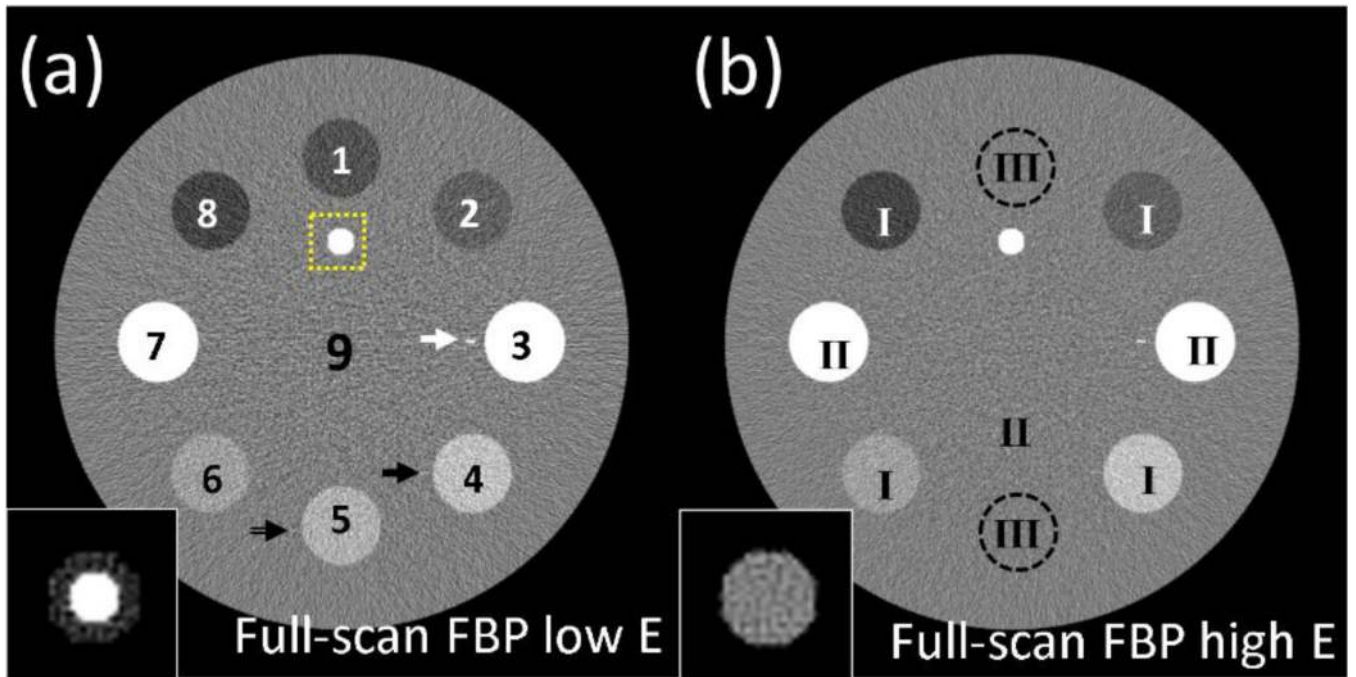 (a)
1
8
2
7
9
3
6
4
5
Full-scan FBP low E
(b)
III
I
I
II
II
II
I
I
III
Full-scan FBP high E